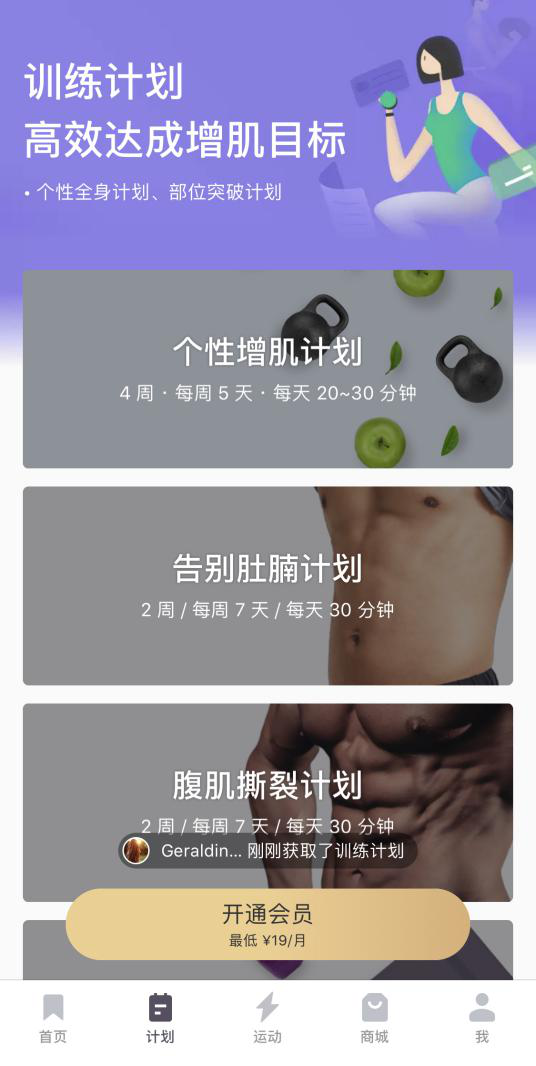 训练计划
高效达成增肌目标
• 个性全身计划、部位突破计划
个性增肌计划
4 周 · 每周 5 天 · 每天 20~30 分钟
告别肚腩计划
2 周 / 每周 7 天 / 每天 30 分钟
腹肌撕裂计划
2 周 / 每周 7 天 / 每天 30 分钟
Geraldin... 刚刚获取了训练计划
开通会员
最低 ¥19/月
首页
计划
运动
商城
我